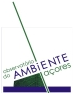 observatório
do AMBIENTE
açores